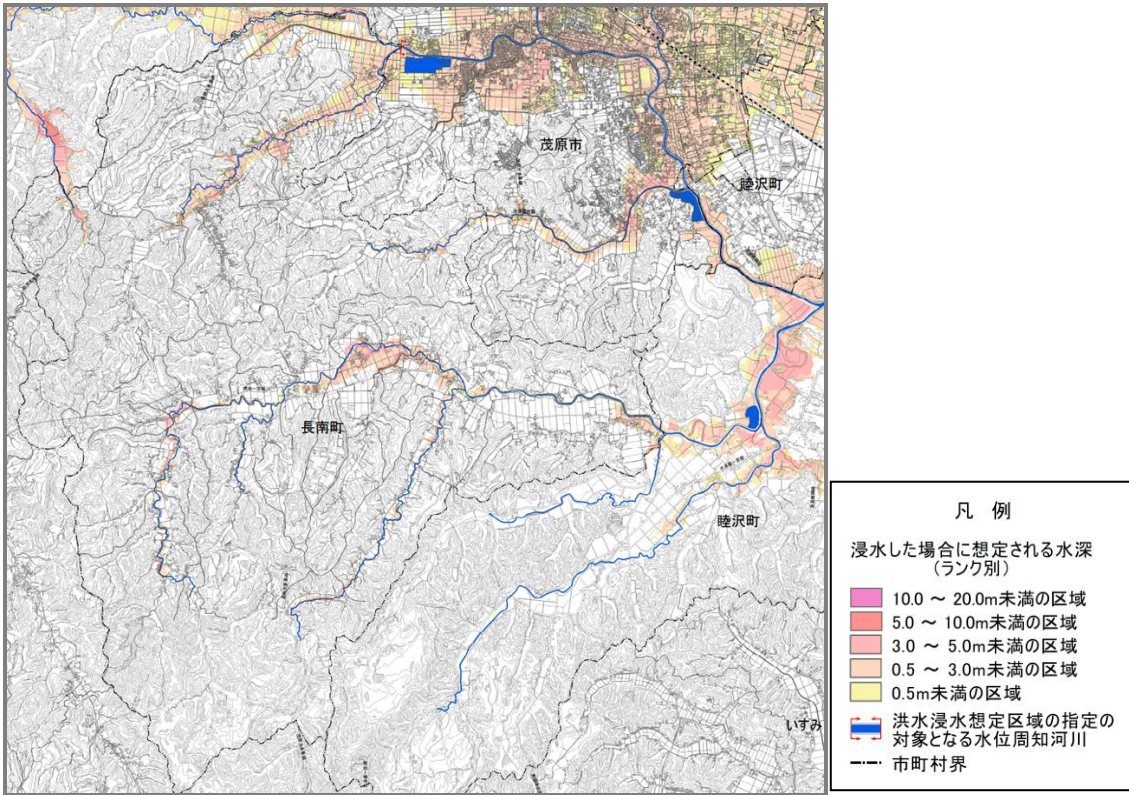 茂原市
睦沢町
長南町
睦沢町
いすみ
凡 例
浸水した場合に想定される水深
(ランク別)
10.0 ～ 20.0m未満の区域
5.0 ～ 10.0m未満の区域
3.0 ～ 5.0m未満の区域
0.5 ～ 3.0m未満の区域
0.5m未満の区域
洪水浸水想定区域の指定の
対象となる水位周知河川
市町村界